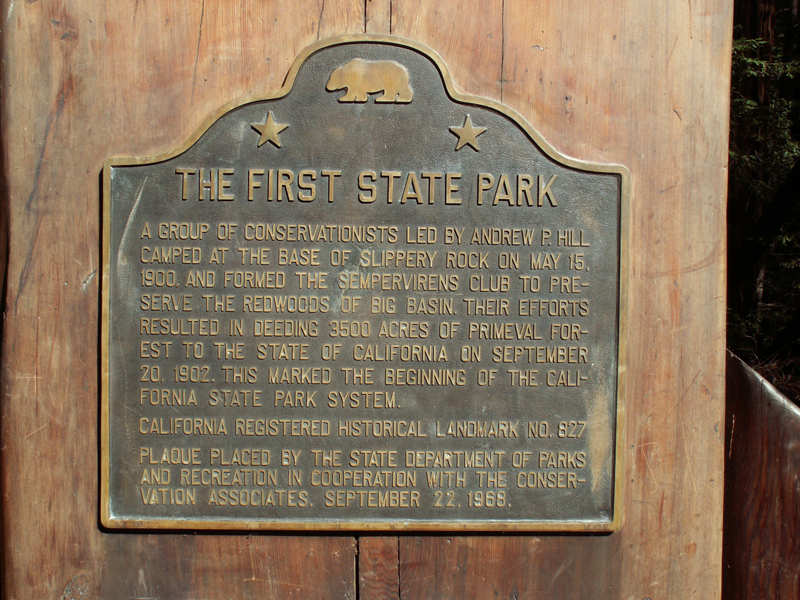 THE FIRST STATE PARK
A GROUP OF CONSERVATIONISTS LED BY ANDREW P. HILL
CAMPED AT THE BASE OF SLIPPERY ROCK ON MAY 15,
1900, AND FORMED THE SEMPERVIRENS CLUB TO PRE-
SERVE THE REDWOODS OF BIG BASIN. THEIR EFFORTS
RESULTED IN DEEDING 3500 ACRES OF PRIMEVAL FOR-
EST TO THE STATE OF CALIFORNIA ON SEPTEMBER
20, 1902. THIS MARKED THE BEGINNING OF THE CALI-
FORNIA STATE PARK SYSTEM.
CALIFORNIA REGISTERED HISTORICAL LANDMARK NO. 827
PLAQUE PLACED BY THE STATE DEPARTMENT OF PARKS
AND RECREATION IN COOPERATION WITH THE CONSER-
VATION ASSOCIATES, SEPTEMBER 22, 1968.